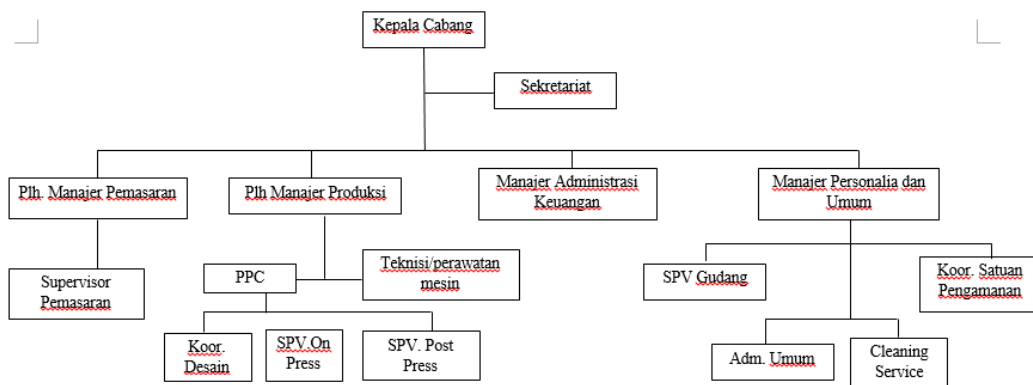 Kepala Cabang
Sekretariat
Plh. Manajer Pemasaran
Plh Manajer Produksi
Manajer Administrasi
Keuangan
Manajer Personalia dan
Umum
Supervisor
Pemasaran
PPC
Teknisi/perawatan
mesin
SPV Gudang
Koor. Satuan
Pengamanan
Koor.
Desain
SPV.On
Press
SPV. Post
Press
Adm. Umum
Cleaning
Service